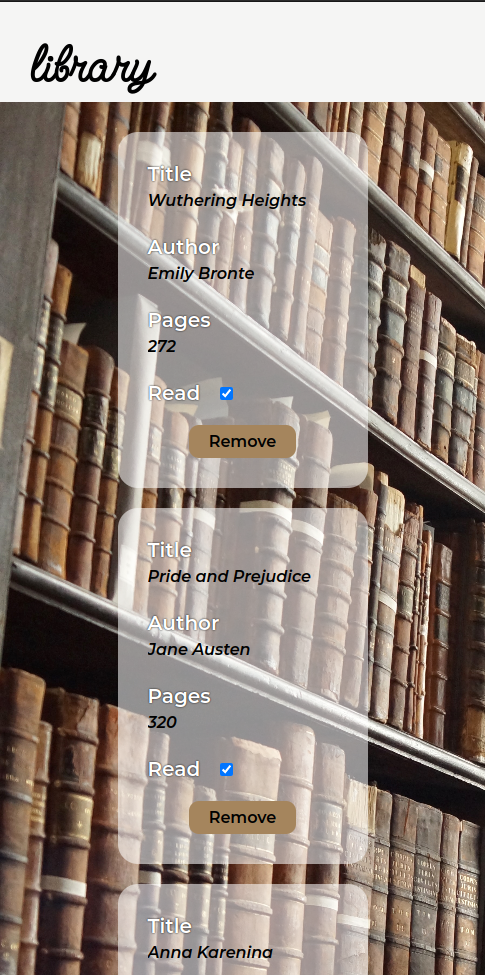 library
Title
Wuthering Heights
Author
Emily Bronte
Pages
272
Read
Remove
Title
Pride and Prejudice
Author
Jane Austen
Pages
320
Read
Remove
Title
Anna Karenina